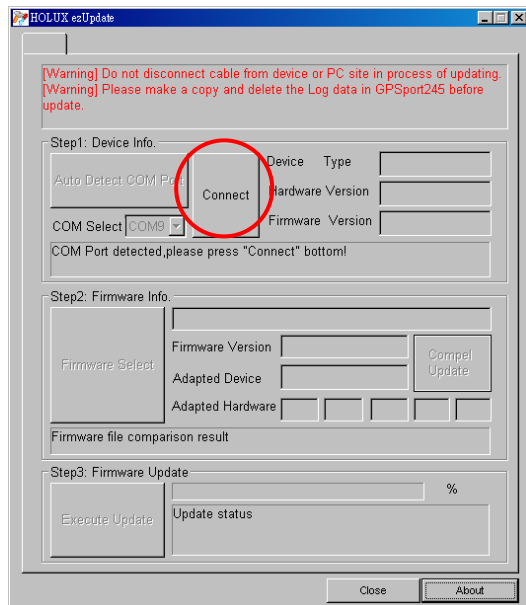 HOLUX ezUpdate
[Warning] Do not disconnect cable from device or PC site in process of updating.
[Warning] Please make a copy and delete the Log data in GPSport245 before
update.
Step1: Device Info.
Auto Detect COM Port
Connect
Device Type
Hardware Version
Firmware Version
COM Select COM9
COM Port detected,please press "Connect" bottom!
Step2: Firmware Info.
Firmware Select
Firmware Version
Adapted Device
Adapted Hardware
Compel
Update
Firmware file comparison result
Step3: Firmware Update
Execute Update
%
Update status
Close
About